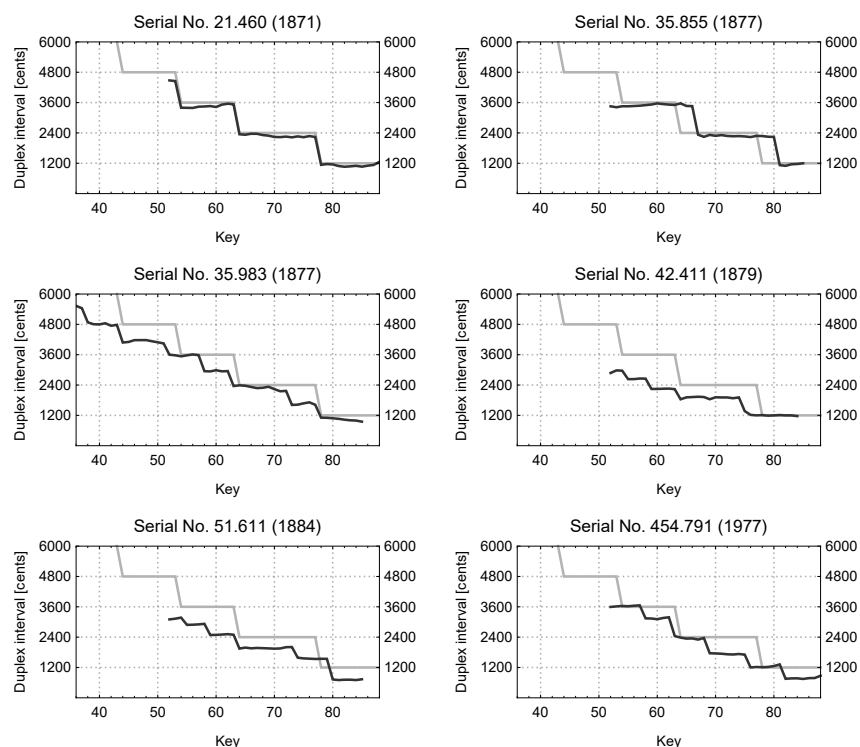 Serial No. 21.460 (1871)
Duplex interval [cents]
6000 4800 3600 2400 1200
6000 4800 3600 2400 1200
40 50 60 70 80
Key
Serial No. 35.855 (1877)
Duplex interval [cents]
6000 4800 3600 2400 1200
6000 4800 3600 2400 1200
40 50 60 70 80
Key
Serial No. 35.983 (1877)
Duplex interval [cents]
6000 4800 3600 2400 1200
6000 4800 3600 2400 1200
40 50 60 70 80
Key
Serial No. 42.411 (1879)
Duplex interval [cents]
6000 4800 3600 2400 1200
6000 4800 3600 2400 1200
40 50 60 70 80
Key
Serial No. 51.611 (1884)
Duplex interval [cents]
6000 4800 3600 2400 1200
6000 4800 3600 2400 1200
40 50 60 70 80
Key
Serial No. 454.791 (1977)
Duplex interval [cents]
6000 4800 3600 2400 1200
6000 4800 3600 2400 1200
40 50 60 70 80
Key